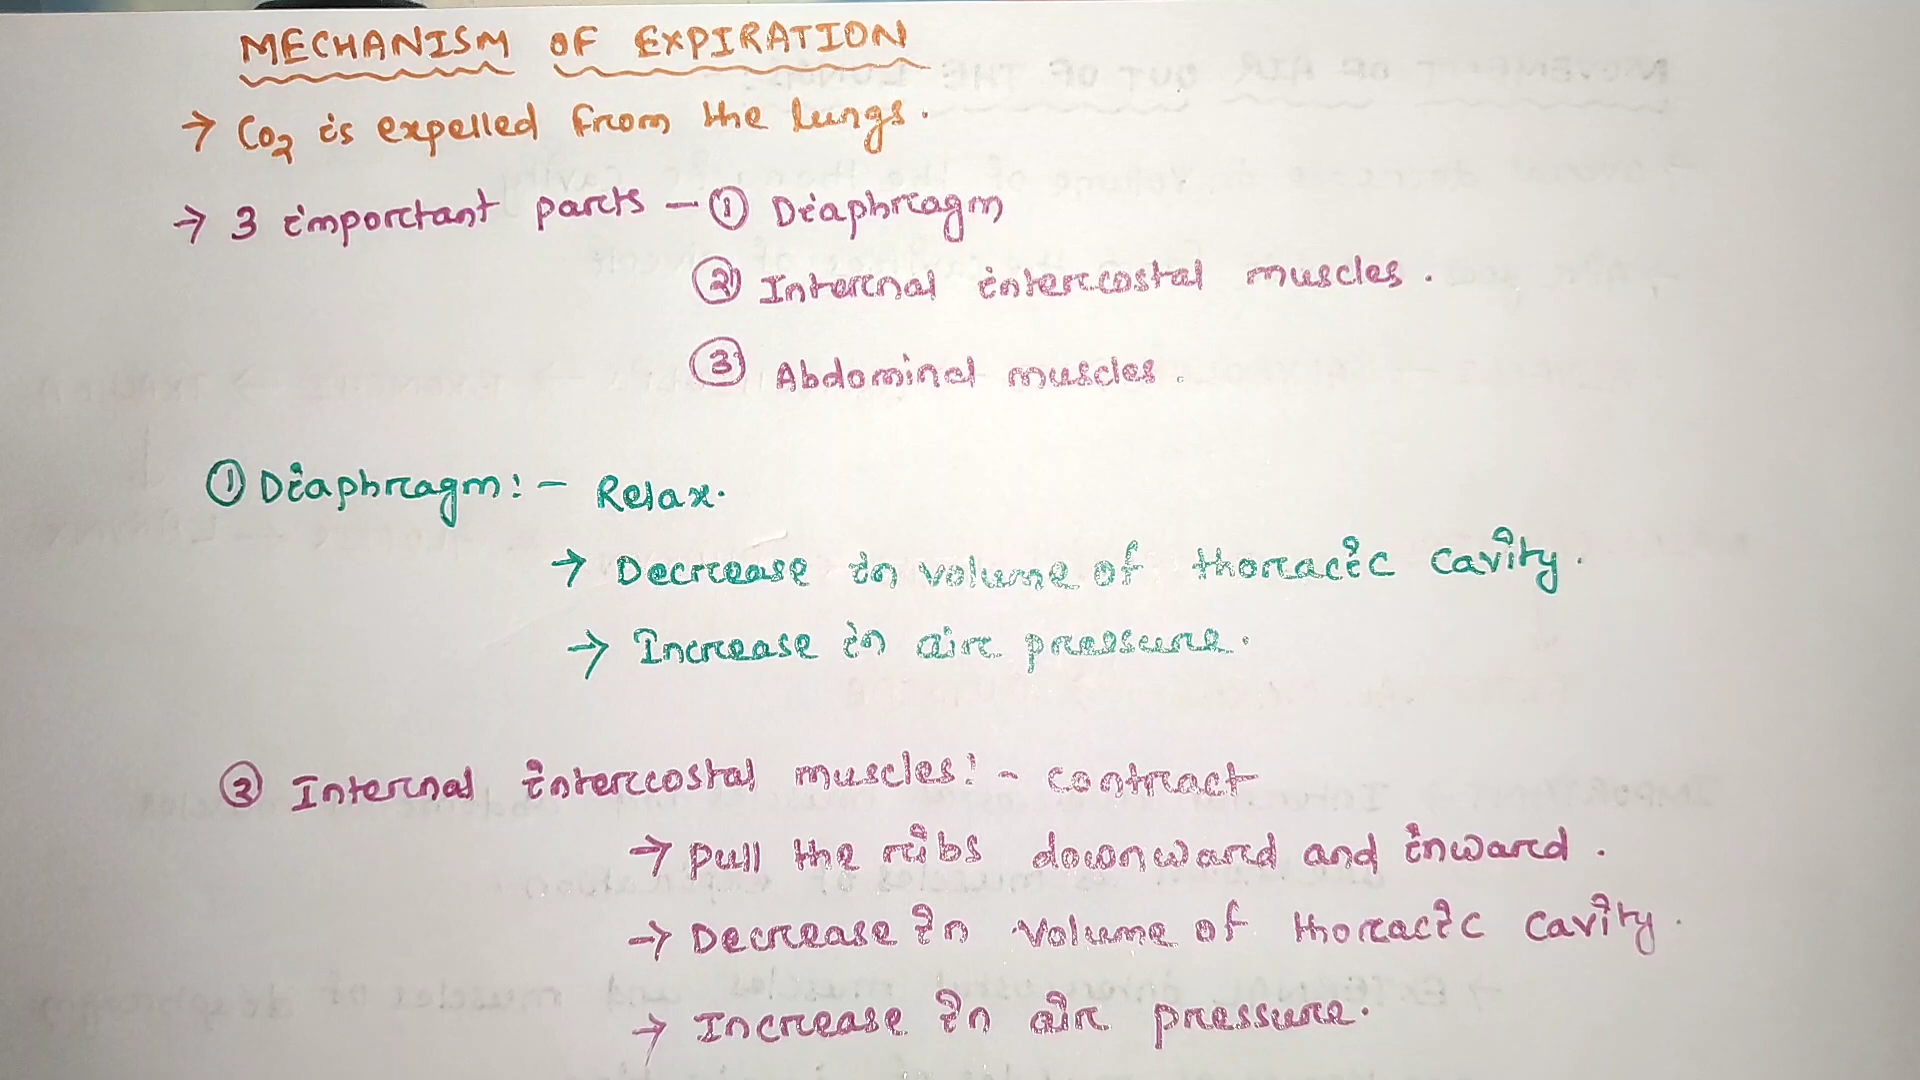 MECHANISM OF EXPIRATION
→ CO2 is expelled from the lungs.
→ 3 important parts - ① Diaphragm
② Internal intercostal muscles.
③ Abdominal muscles.
① Diaphragm:- Relax.
→ Decrease in volume of thoracic cavity.
→ Increase in air pressure.
② Internal intercostal muscles:- contract
→ pull the ribs downward and inward.
→ Decrease in volume of thoracic cavity.
→ Increase in air pressure.